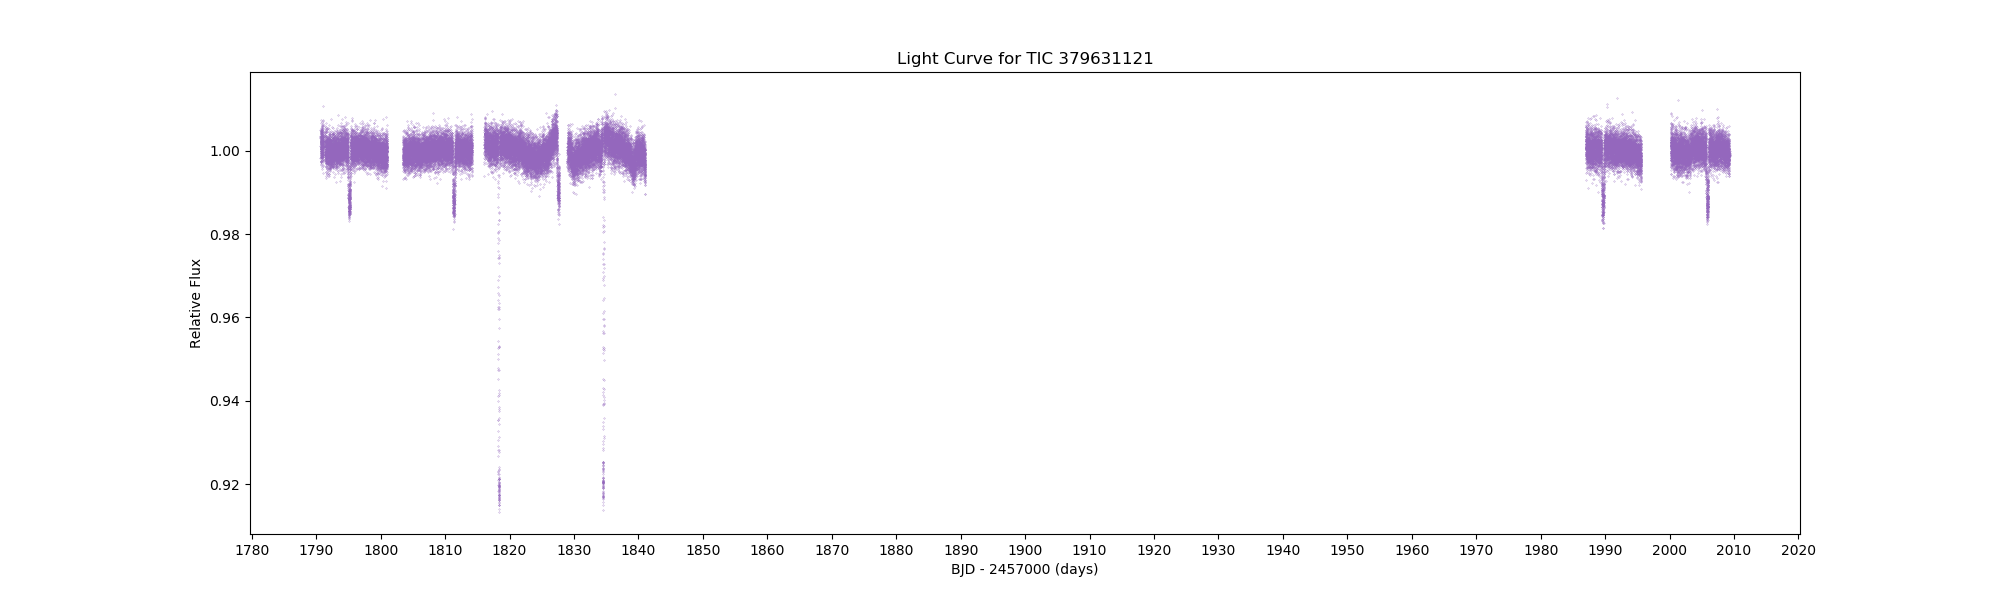 Light Curve for TIC 379631121
Relative Flux
1.00
0.98
0.96
0.94
0.92
1780 1790 1800 1810 1820 1830 1840 1850 1860 1870 1880 1890 1900 1910 1920 1930 1940 1950 1960 1970 1980 1990 2000 2010 2020
BJD - 2457000 (days)